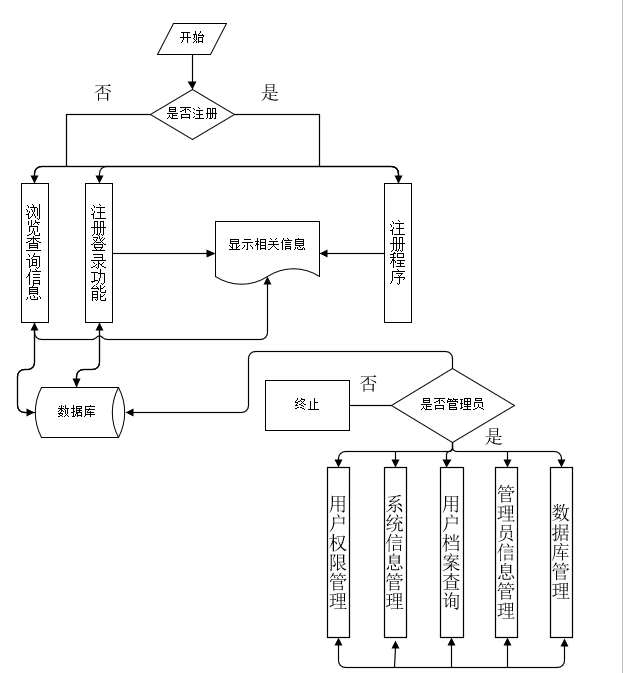 开始
否
是
是否注册
浏览查询信息
注册登录功能
显示相关信息
注册程序
数据库
终止
否
是否管理员
是
用户权限管理
系统信息管理
用户档案查询
管理员信息管理
数据库管理